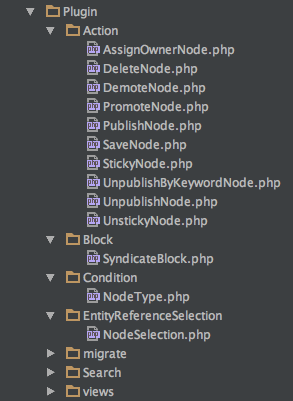 Plugin
Action
AssignOwnerNode.php
DeleteNode.php
DemoteNode.php
PromoteNode.php
PublishNode.php
SaveNode.php
StickyNode.php
UnpublishByKeywordNode.php
UnpublishNode.php
UnstickyNode.php
Block
SyndicateBlock.php
Condition
NodeType.php
EntityReferenceSelection
NodeSelection.php
migrate
Search
views